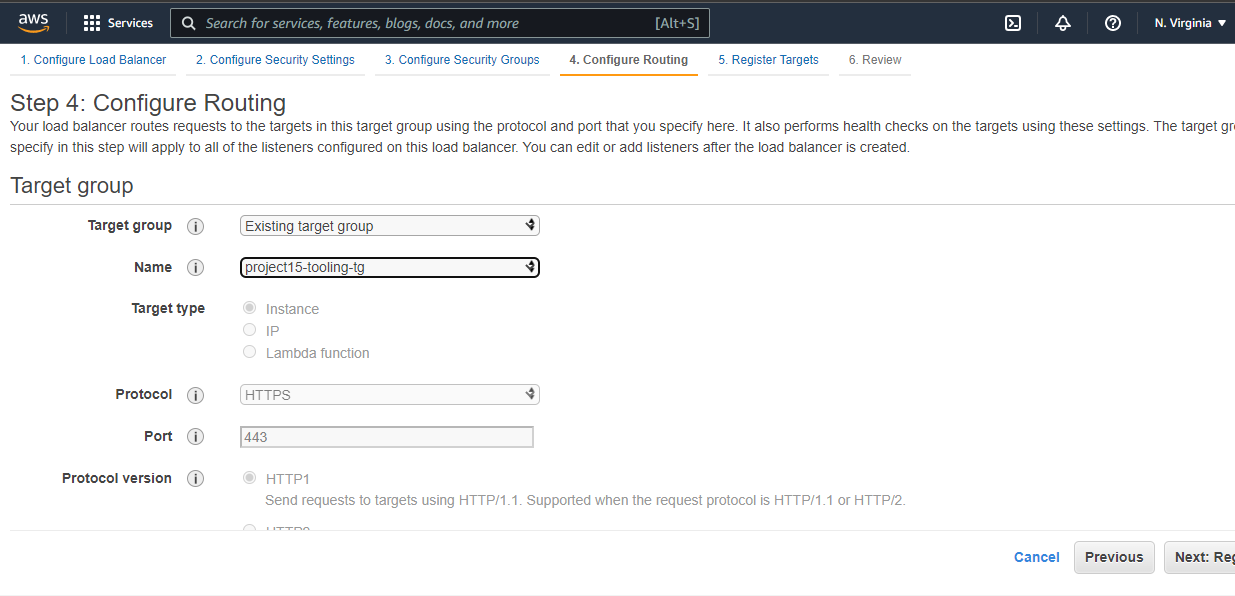 aws Services Search for services, features, blogs, docs, and more [Alt+S] N. Virginia
1. Configure Load Balancer 2. Configure Security Settings 3. Configure Security Groups 4. Configure Routing 5. Register Targets 6. Review
Step 4: Configure Routing
Your load balancer routes requests to the targets in this target group using the protocol and port that you specify here. It also performs health checks on the targets using these settings. The target
specify in this step will apply to all of the listeners configured on this load balancer. You can edit or add listeners after the load balancer is created.
Target group
Target group Existing target group
Name project15-tooling-tg
Target type Instance
IP
Lambda function
Protocol HTTPS
Port 443
Protocol version HTTP1
Send requests to targets using HTTP/1.1. Supported when the request protocol is HTTP/1.1 or HTTP/2.
Cancel Previous Next: